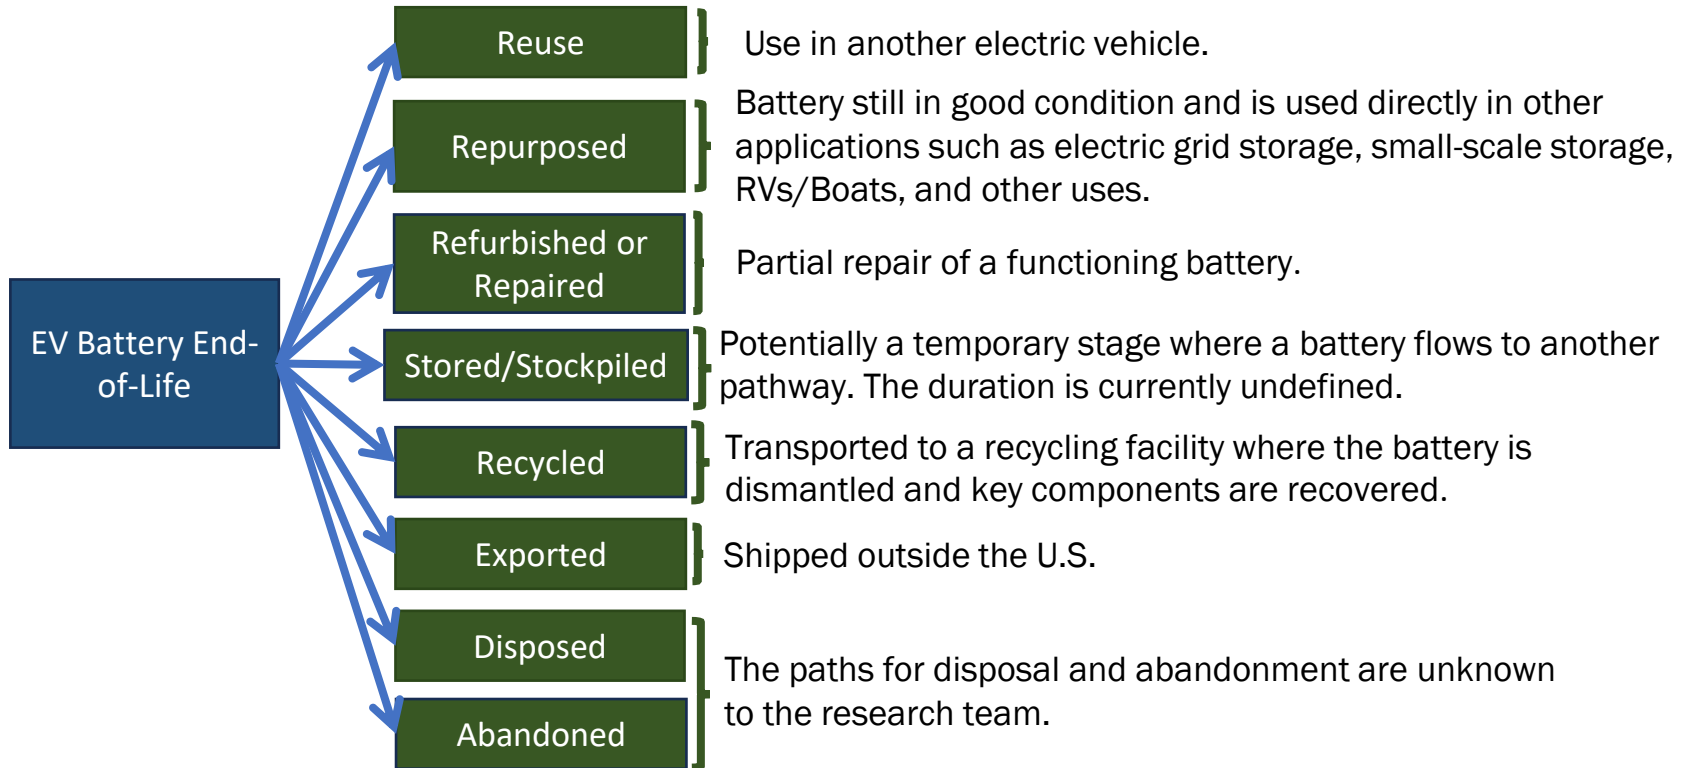 EV Battery End-
of-Life
Reuse
Use in another electric vehicle.
Repurposed
Battery still in good condition and is used directly in other
applications such as electric grid storage, small-scale storage,
RVs/Boats, and other uses.
Refurbished or
Repaired
Partial repair of a functioning battery.
Stored/Stockpiled
Potentially a temporary stage where a battery flows to another
pathway. The duration is currently undefined.
Recycled
Transported to a recycling facility where the battery is
dismantled and key components are recovered.
Exported
Shipped outside the U.S.
Disposed
Abandoned
The paths for disposal and abandonment are unknown
to the research team.